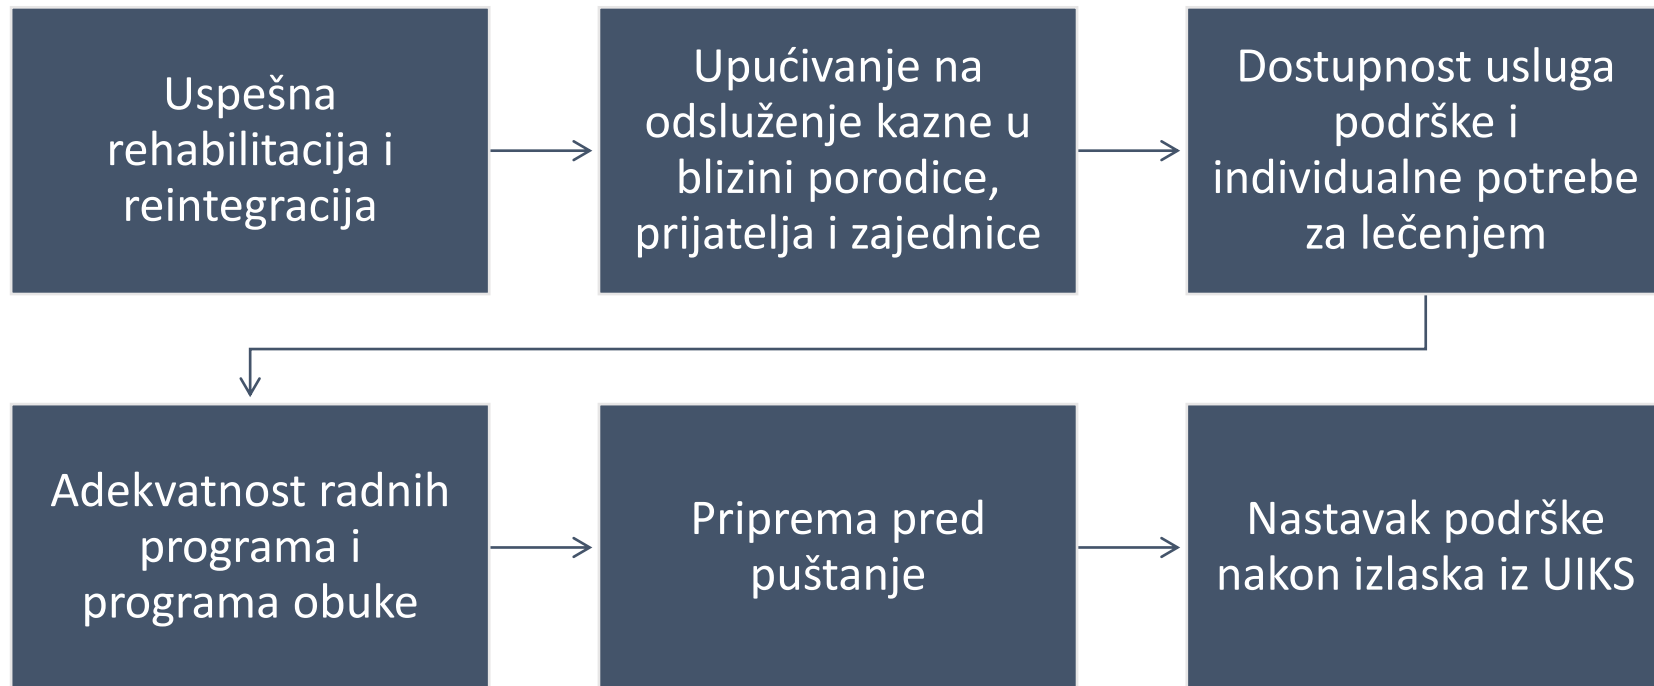 Uspešna
rehabilitacija i
reintegracija
Upućivanje na
odsluženje kazne u
blizini porodice,
prijatelja i zajednice
Dostupnost usluga
podrške i
individualne potrebe
za lečenjem
Adekvatnost radnih
programa i
programa obuke
Priprema pred
puštanje
Nastavak podrške
nakon izlaska iz UIKS